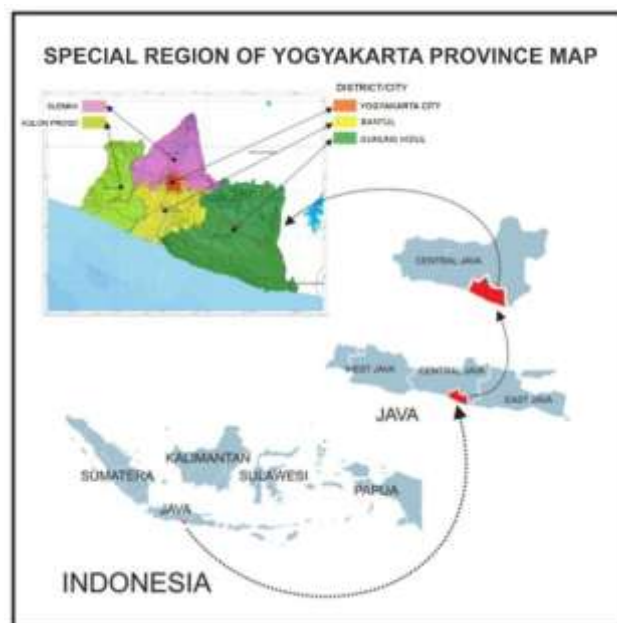 SPECIAL REGION OF YOGYAKARTA PROVINCE MAP
DISTRICT/CITY
SLEMAN
YOGYAKARTA CITY
KULON PROGO
BANTUL
GUNUNG KIDUL
CENTRAL JAVA
WEST JAVA
CENTRAL JAVA
EAST JAVA
JAVA
KALIMANTAN
SUMATERA
SULAWESI
PAPUA
JAVA
INDONESIA